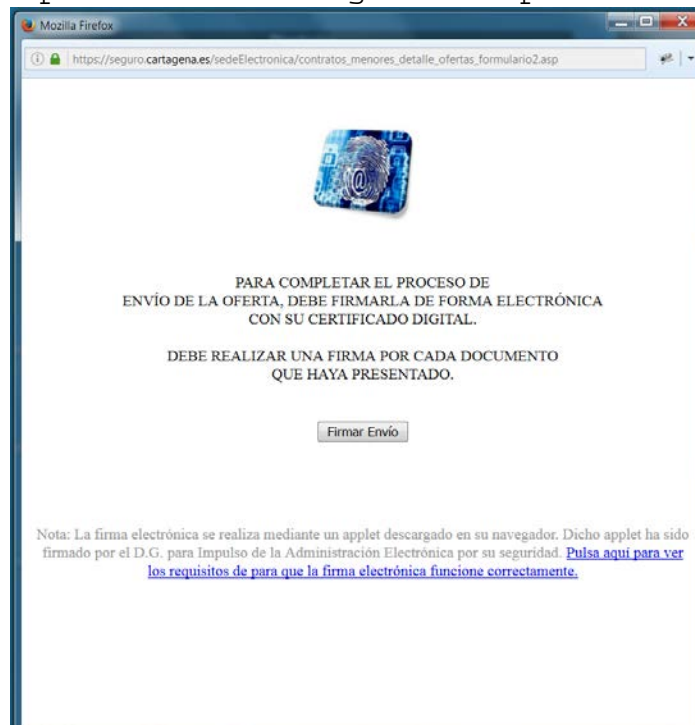 Mozilla Firefox
https://seguro.cartagena.es/sedeElectronica/contratos_menores_detalle_ofertas_formulario2.asp
@
PARA COMPLETAR EL PROCESO DE
ENVÍO DE LA OFERTA, DEBE FIRMARLA DE FORMA ELECTRÓNICA
CON SU CERTIFICADO DIGITAL.
DEBE REALIZAR UNA FIRMA POR CADA DOCUMENTO
QUE HAYA PRESENTADO.
Firmar Envío
Nota: La firma electrónica se realiza mediante un applet descargado en su navegador. Dicho applet ha sido
firmado por el D.G. para Impulso de la Administración Electrónica por su seguridad. Pulsa aquí para ver
los requisitos de para que la firma electrónica funcione correctamente.